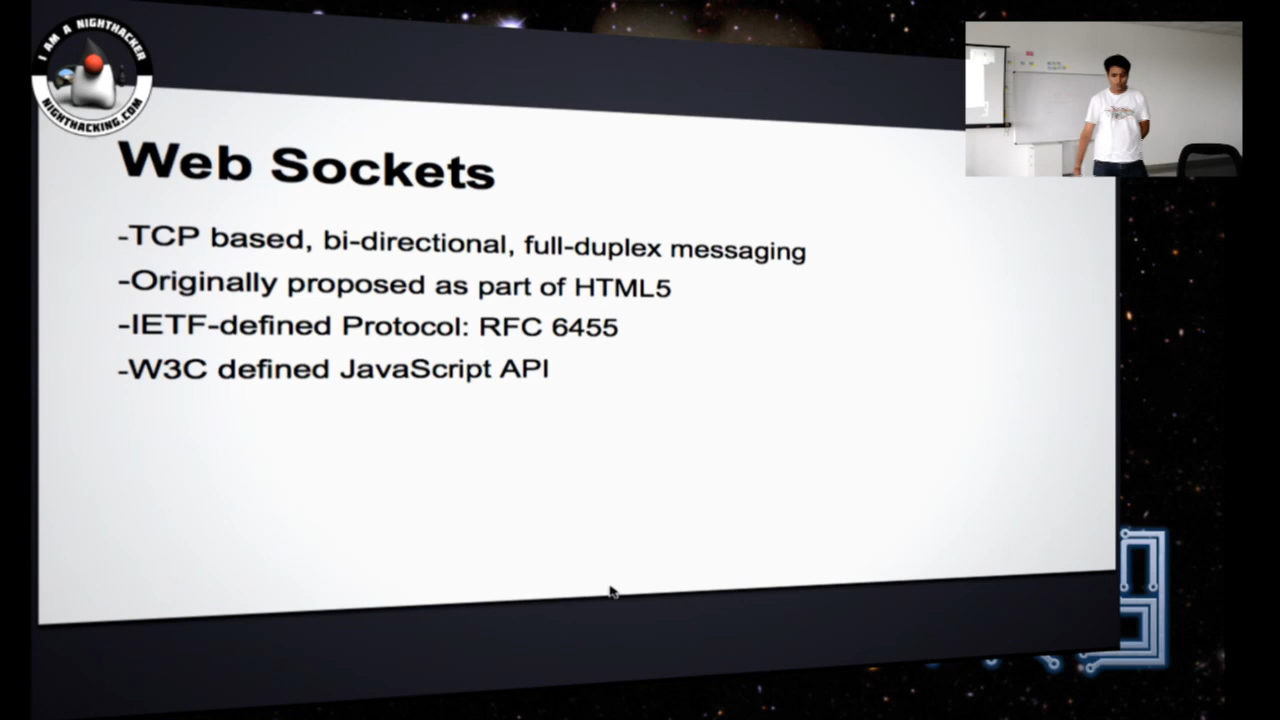 I AM A NIGHTHACKER
NIGHTHACKING.COM
Web Sockets
-TCP based, bi-directional, full-duplex messaging
-Originally proposed as part of HTML5
-IETF-defined Protocol: RFC 6455
-W3C defined JavaScript API